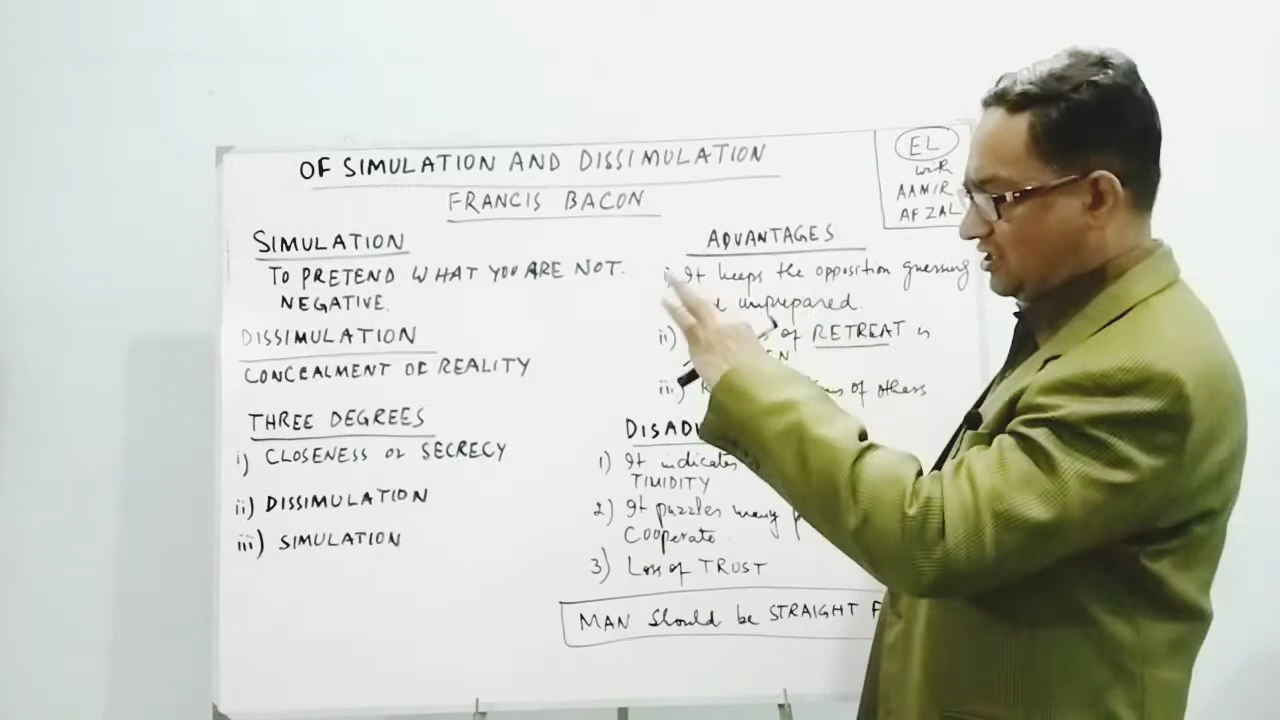 OF SIMULATION AND DISSIMULATION
FRANCIS BACON
EL
with
AAMIR
AFZAL
SIMULATION
TO PRETEND WHAT YOU ARE NOT.
NEGATIVE.
DISSIMULATION
CONCEALMENT OF REALITY
THREE DEGREES
i) CLOSENESS or SECRECY
ii) DISSIMULATION
iii) SIMULATION
ADVANTAGES
It keeps the opposition guessing
unprepared.
ii) of RETREAT is
iii) of others
1) It indicates
TIMIDITY
2) It puzzles many
Cooperate.
3) Loss of TRUST
MAN Should be STRAIGHT